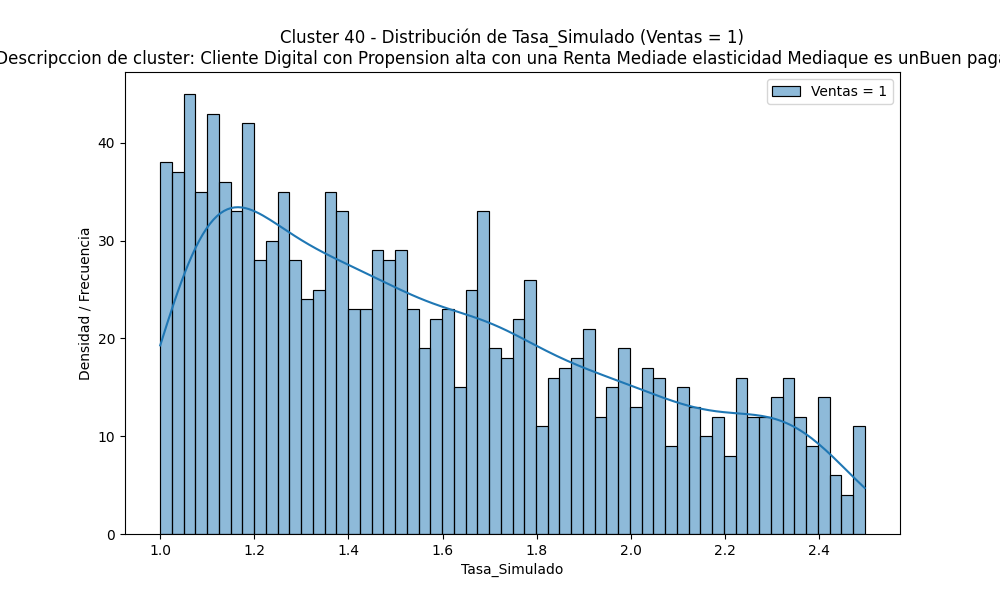 Cluster 40 - Distribución de Tasa_Simulado (Ventas = 1)
Descripccion de cluster: Cliente Digital con Propension alta con una Renta Mediade elasticidad Mediaque es unBuen paga
Ventas = 1
Densidad / Frecuencia
40
30
20
10
0
1.0 1.2 1.4 1.6 1.8 2.0 2.2 2.4
Tasa_Simulado